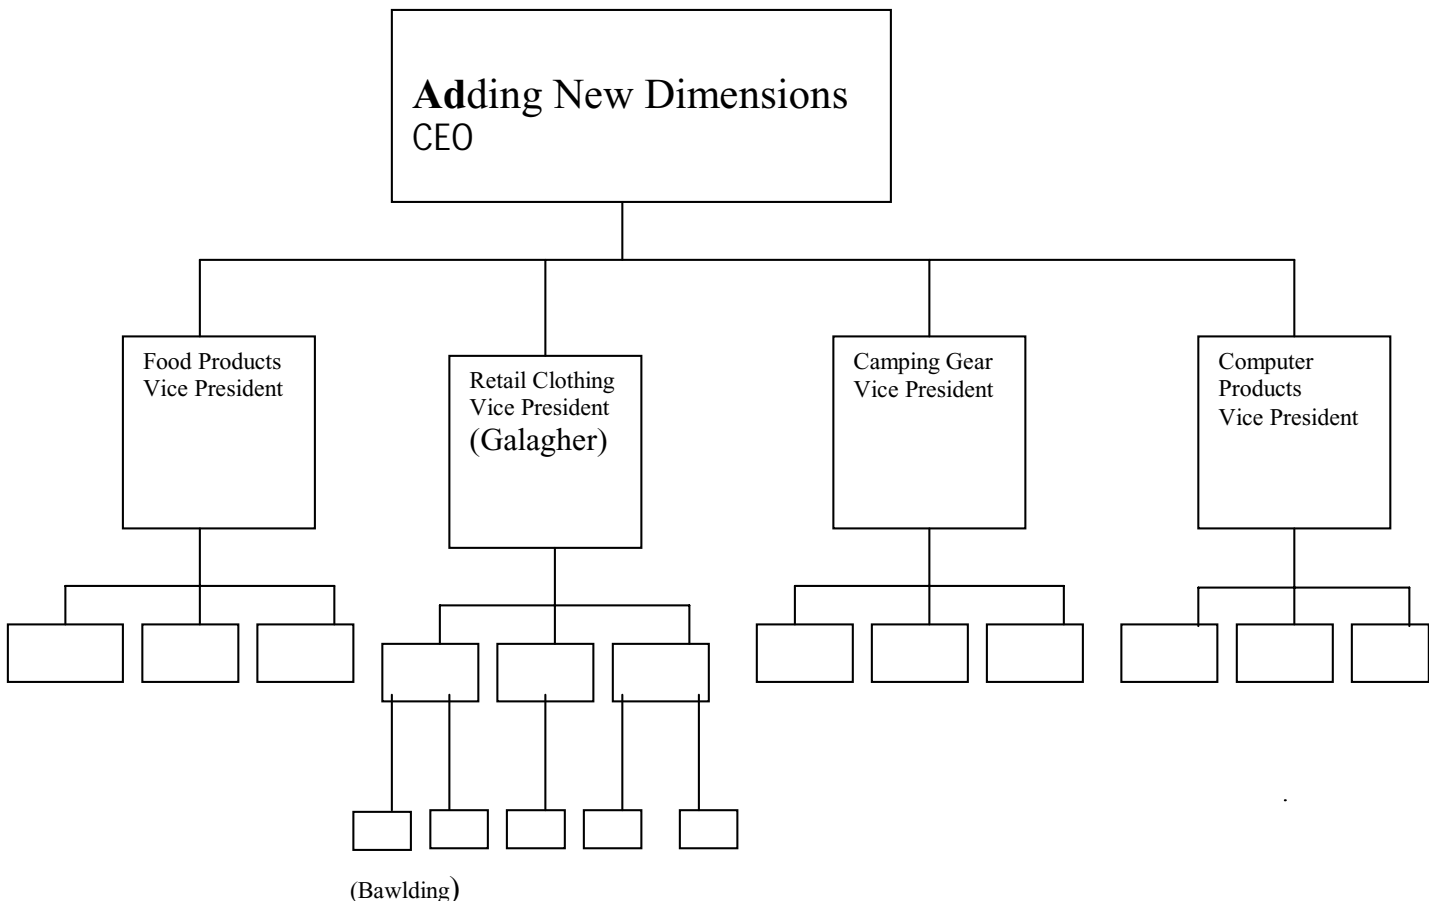 Adding New Dimensions
CEO
Food Products
Vice President
Retail Clothing
Vice President
(Galagher)
Camping Gear
Vice President
Computer
Products
Vice President
.
(Bawlding)